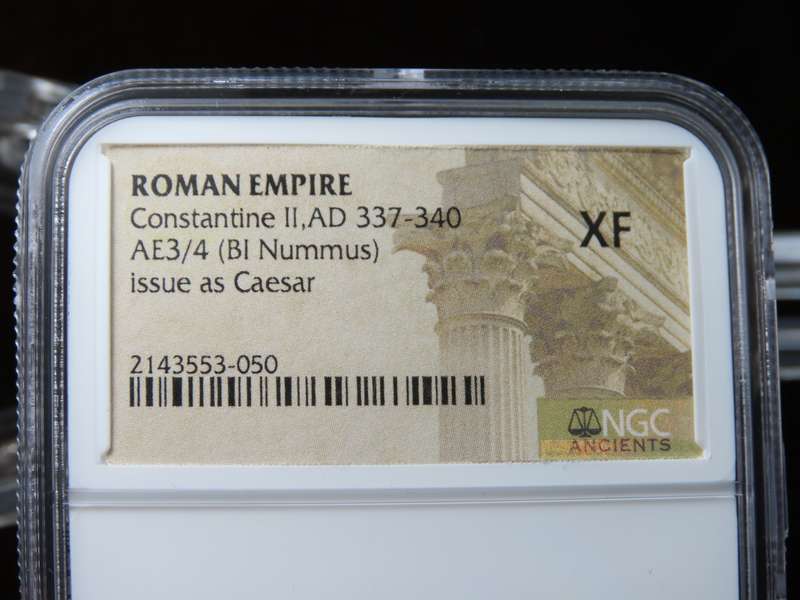 ROMAN EMPIRE
Constantine II,AD 337-340
AE3/4 (BI Nummus)
issue as Caesar
XF
2143553-050
NGC
ANCIENTS